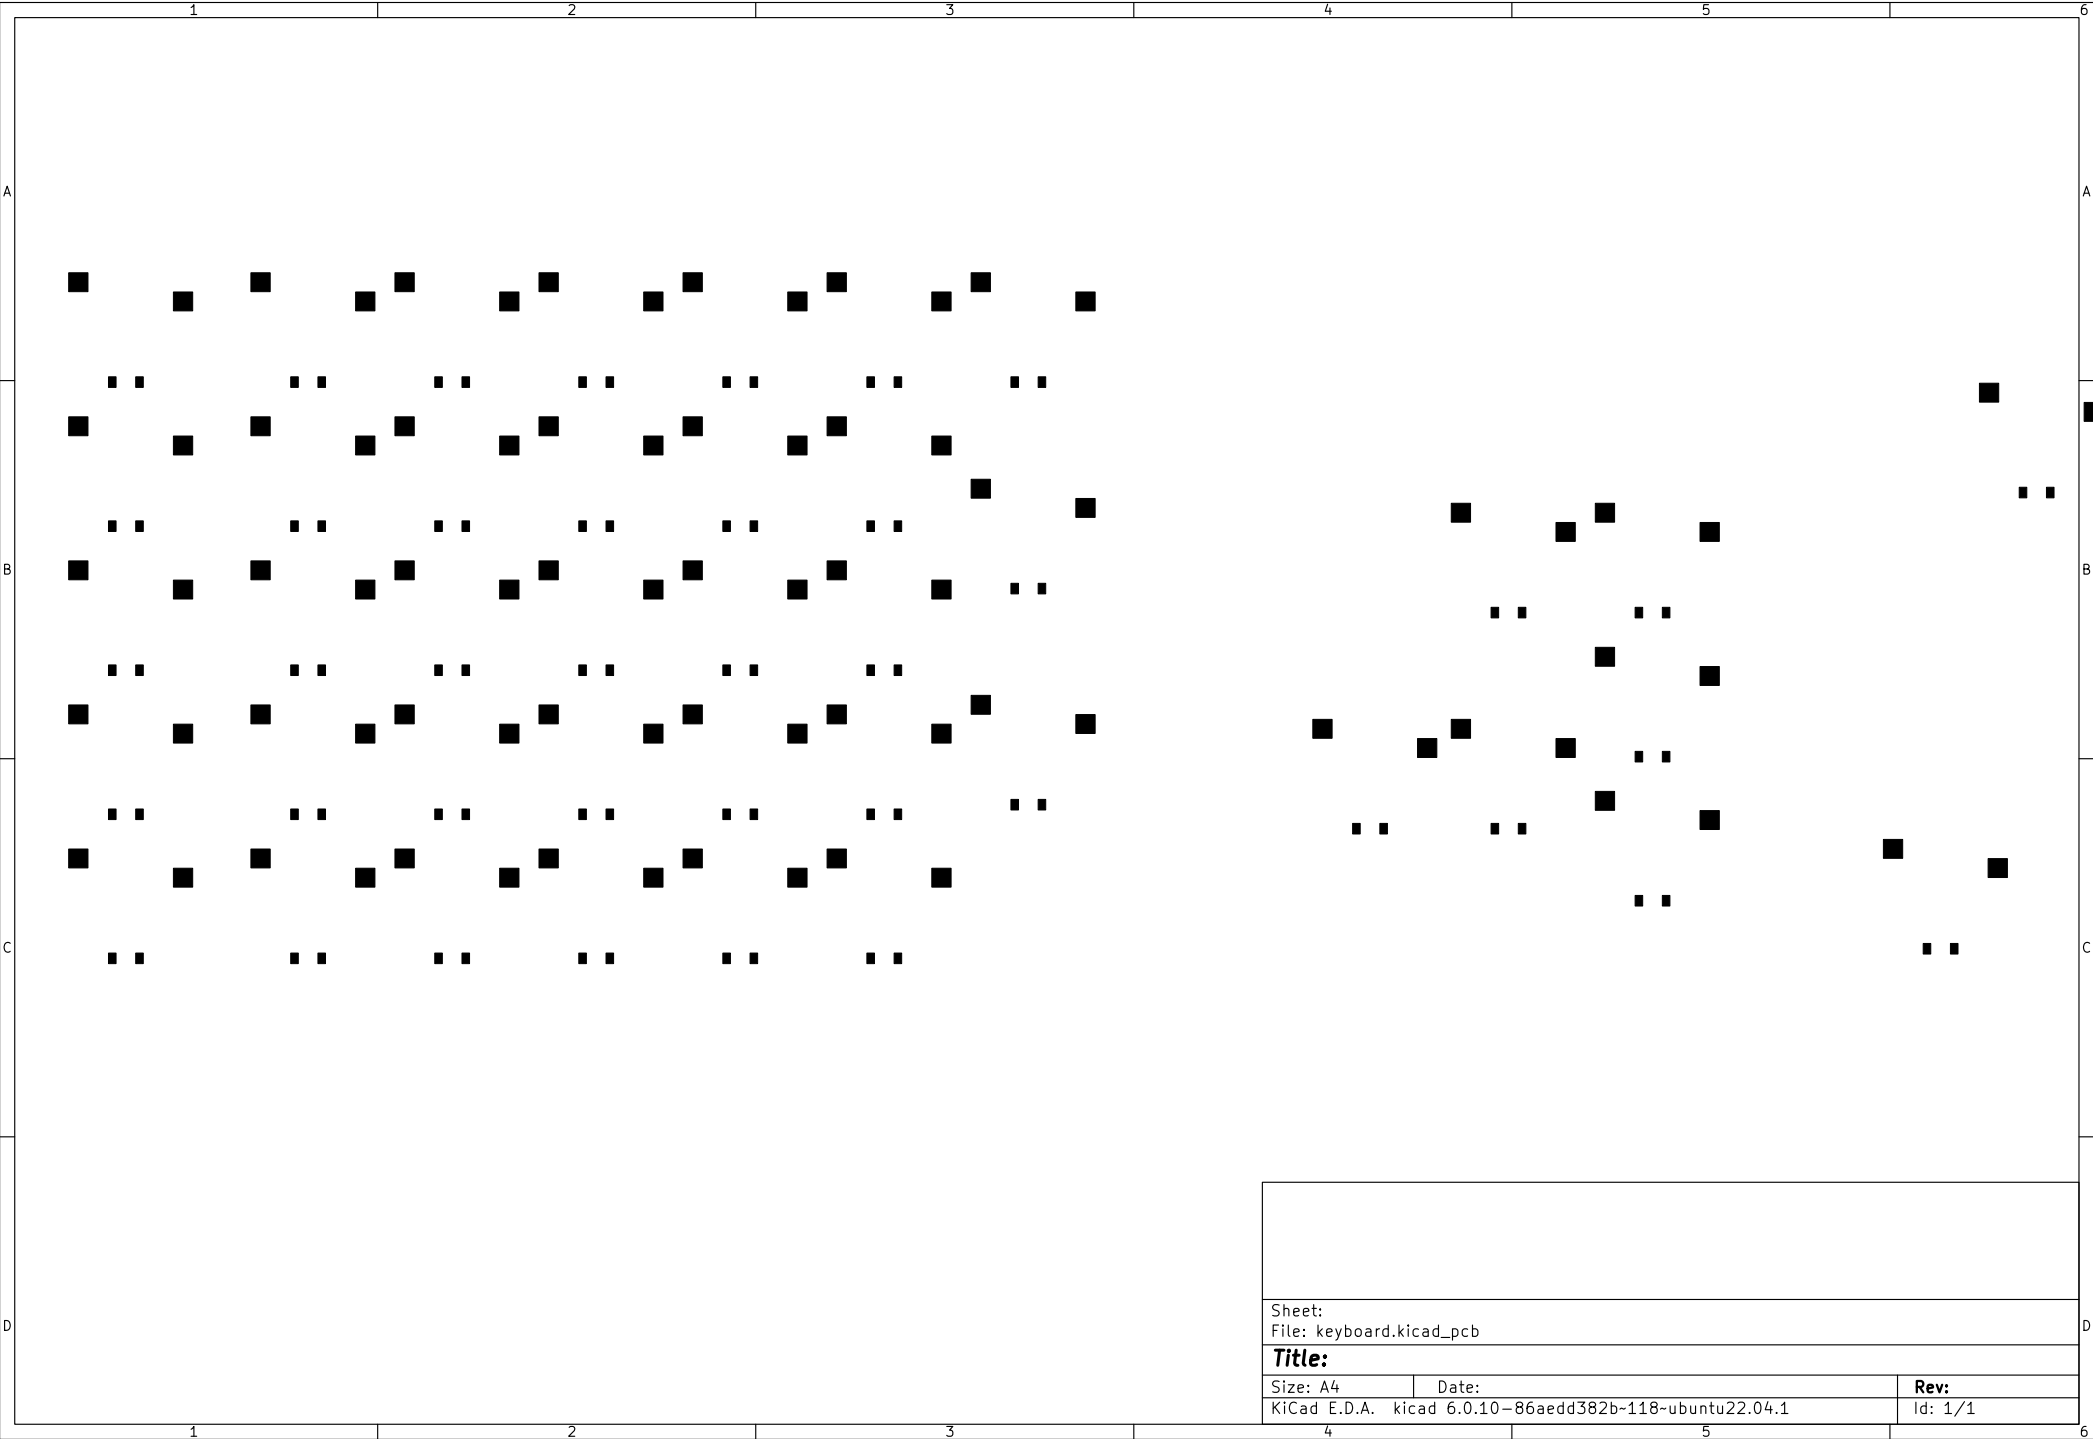 1 2 3 4 5 6
A A
B B
C C
Sheet:
File: keyboard.kicad_pcb
D D
Title:
Size: A4 Date: Rev:
KiCad E.D.A. kicad 6.0.10-86aedd382b~118~ubuntu22.04.1 Id: 1/1
1 2 3 4 5 6